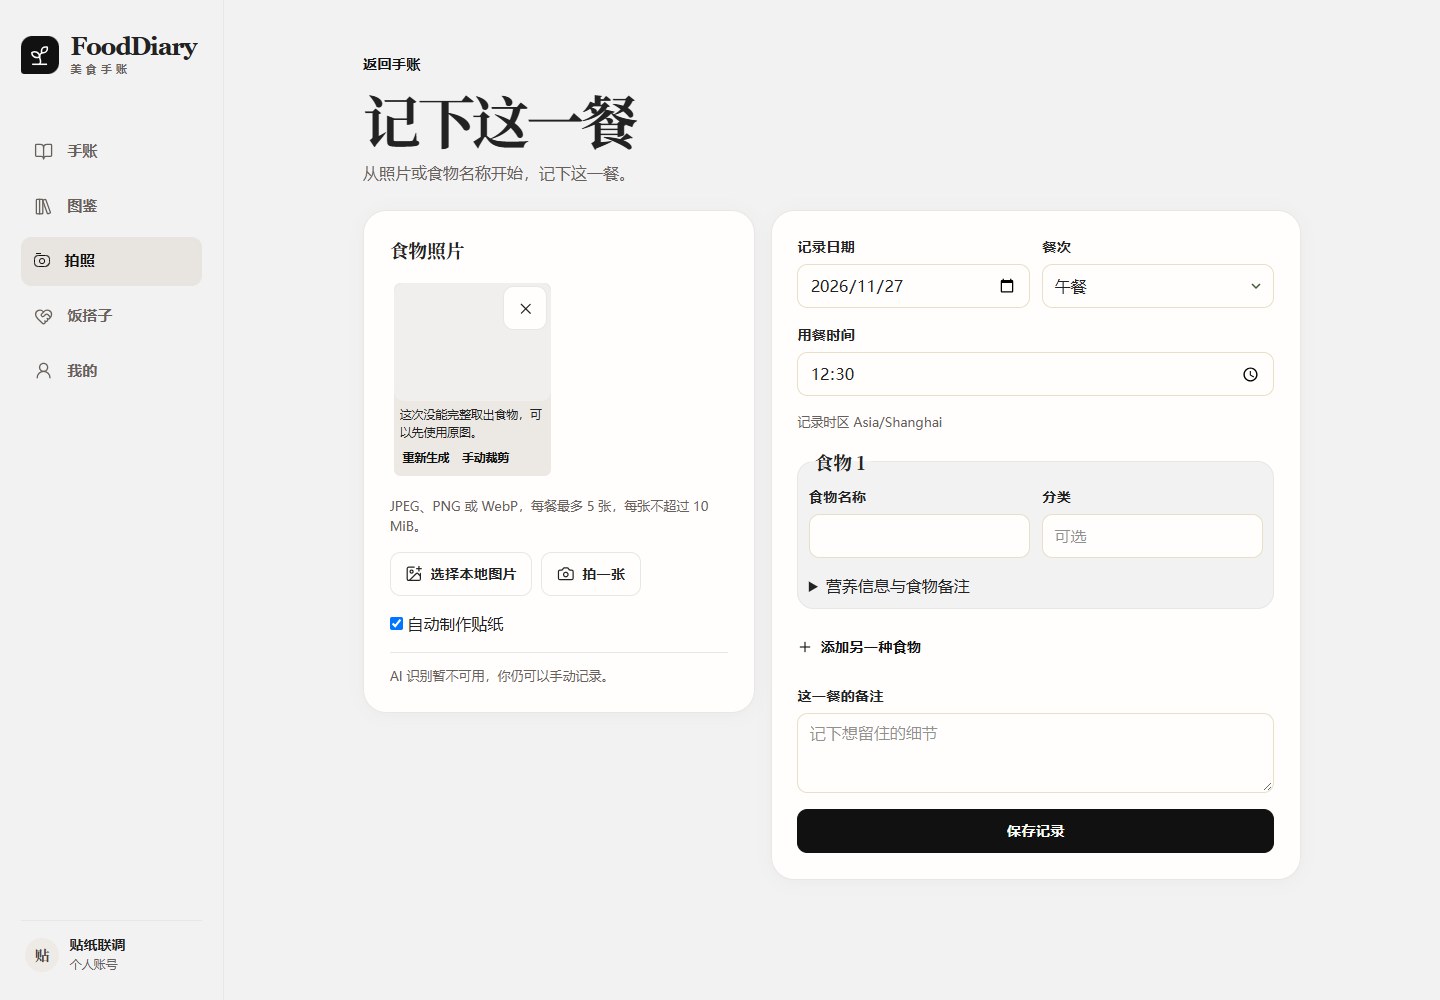 FoodDiary
美食手账
手账
图鉴
拍照
饭搭子
我的
贴
贴纸联调
个人账号
返回手账
记下这一餐
从照片或食物名称开始，记下这一餐。
食物照片
这次没能完整取出食物，可
以先使用原图。
重新生成 手动裁剪
JPEG、PNG 或 WebP，每餐最多 5 张，每张不超过 10
MiB。
选择本地图片 拍一张
自动制作贴纸
AI 识别暂不可用，你仍可以手动记录。
记录日期 餐次
2026/11/27 午餐
用餐时间
12:30
记录时区 Asia/Shanghai
食物 1
食物名称 分类
可选
营养信息与食物备注
添加另一种食物
这一餐的备注
记下想留住的细节
保存记录